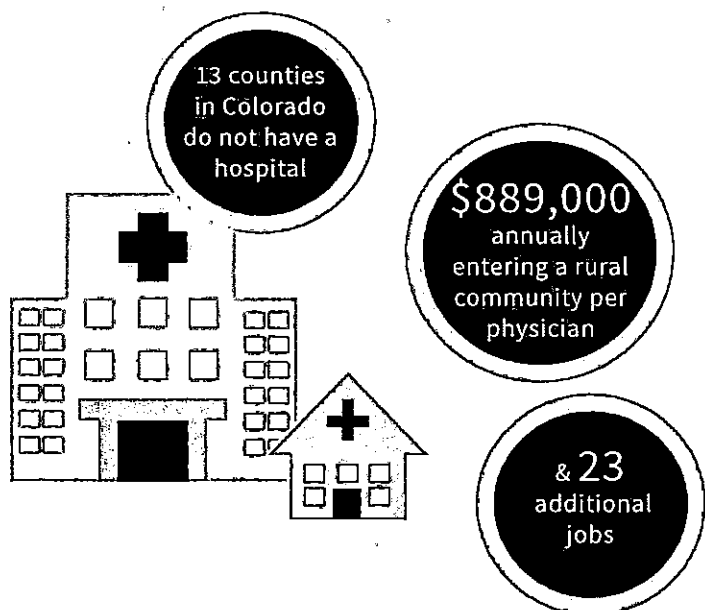 13 counties
in Colorado
do not have a
hospital
$889,000
annually
entering a rural
community per
physician
& 23
additional
jobs